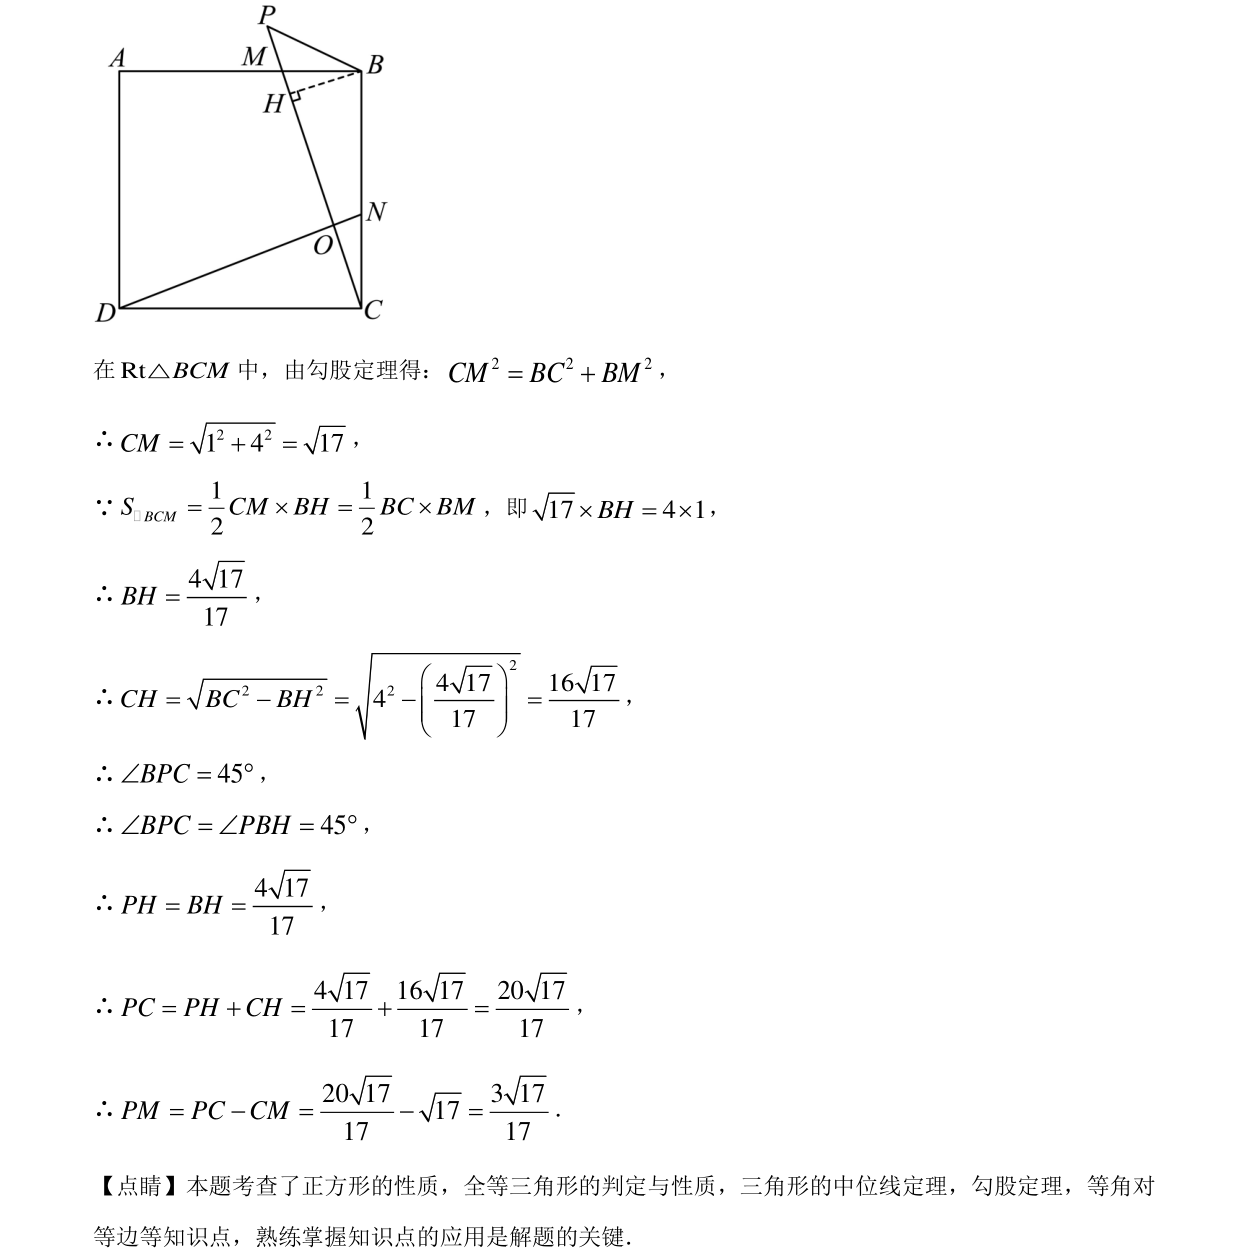 P
A M B
H
N
O
D C
在 Rt△BCM 中，由勾股定理得：CM² = BC² + BM²，
∴ CM = √(1² + 4²) = √17，
∵ S□BCM = 1/2 CM × BH = 1/2 BC × BM，即 √17 × BH = 4 × 1，
∴ BH = 4√17/17，
∴ CH = √(BC² − BH²) = √(4² − (4√17/17)²) = 16√17/17，
∴ ∠BPC = 45°，
∴ ∠BPC = ∠PBH = 45°，
∴ PH = BH = 4√17/17，
∴ PC = PH + CH = 4√17/17 + 16√17/17 = 20√17/17，
∴ PM = PC − CM = 20√17/17 − √17 = 3√17/17．
【点睛】本题考查了正方形的性质，全等三角形的判定与性质，三角形的中位线定理，勾股定理，等角对
等边等知识点，熟练掌握知识点的应用是解题的关键．